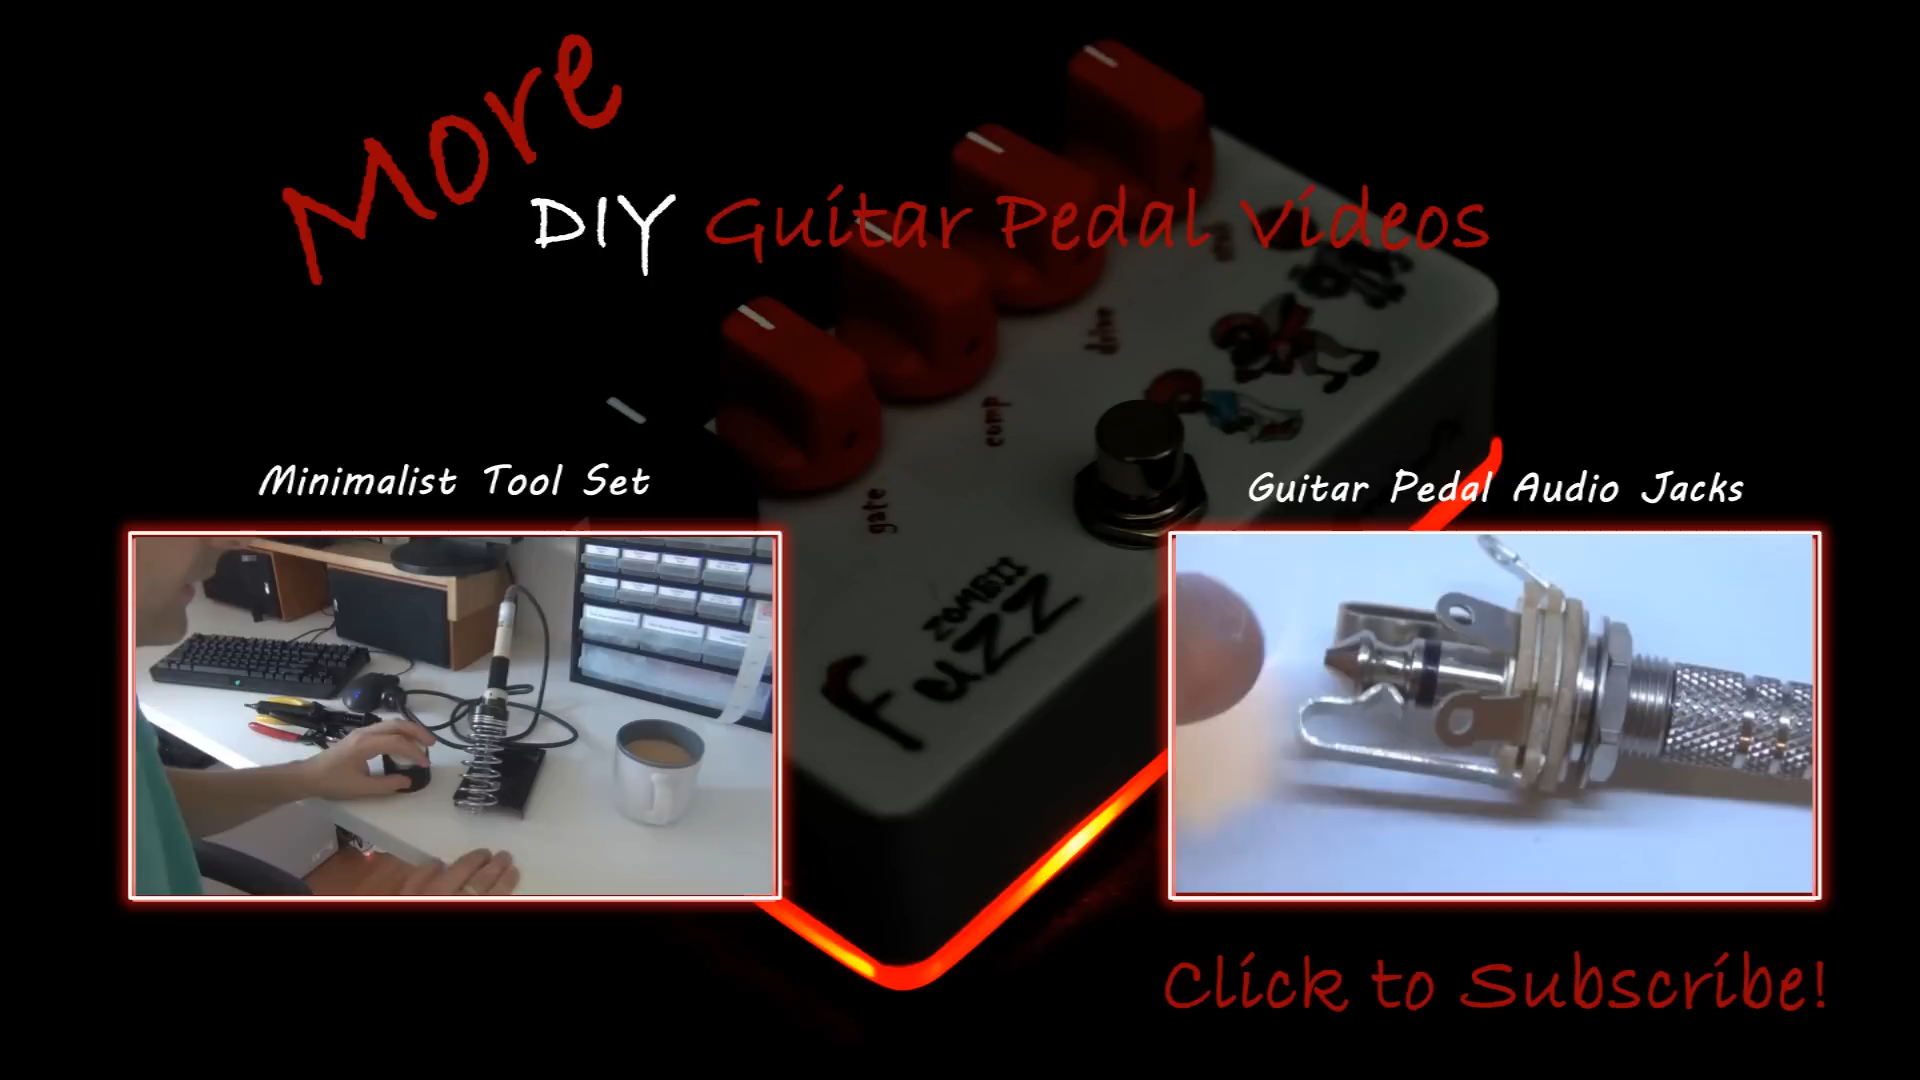 More
DIY Guitar Pedal Videos
drive
comp
gate
Minimalist Tool Set
Guitar Pedal Audio Jacks
ZOMBII
Fuzz
Click to Subscribe!